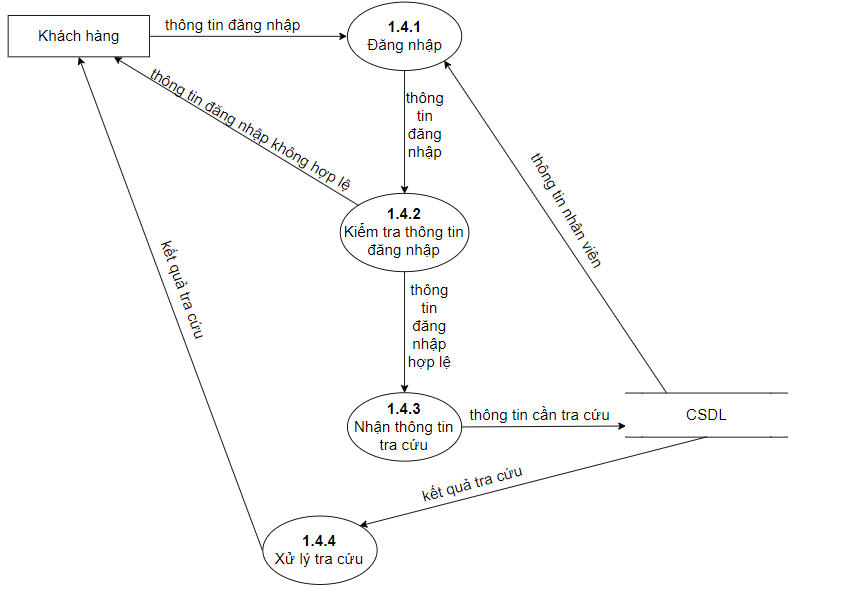 Khách hàng
thông tin đăng nhập
1.4.1
Đăng nhập
thông
tin
đăng
nhập
thông tin đăng nhập không hợp lệ
thông tin nhân viên
1.4.2
Kiểm tra thông tin
đăng nhập
kết quả tra cứu
thông
tin
đăng
nhập
hợp lệ
1.4.3
Nhận thông tin
tra cứu
thông tin cần tra cứu
CSDL
kết quả tra cứu
1.4.4
Xử lý tra cứu